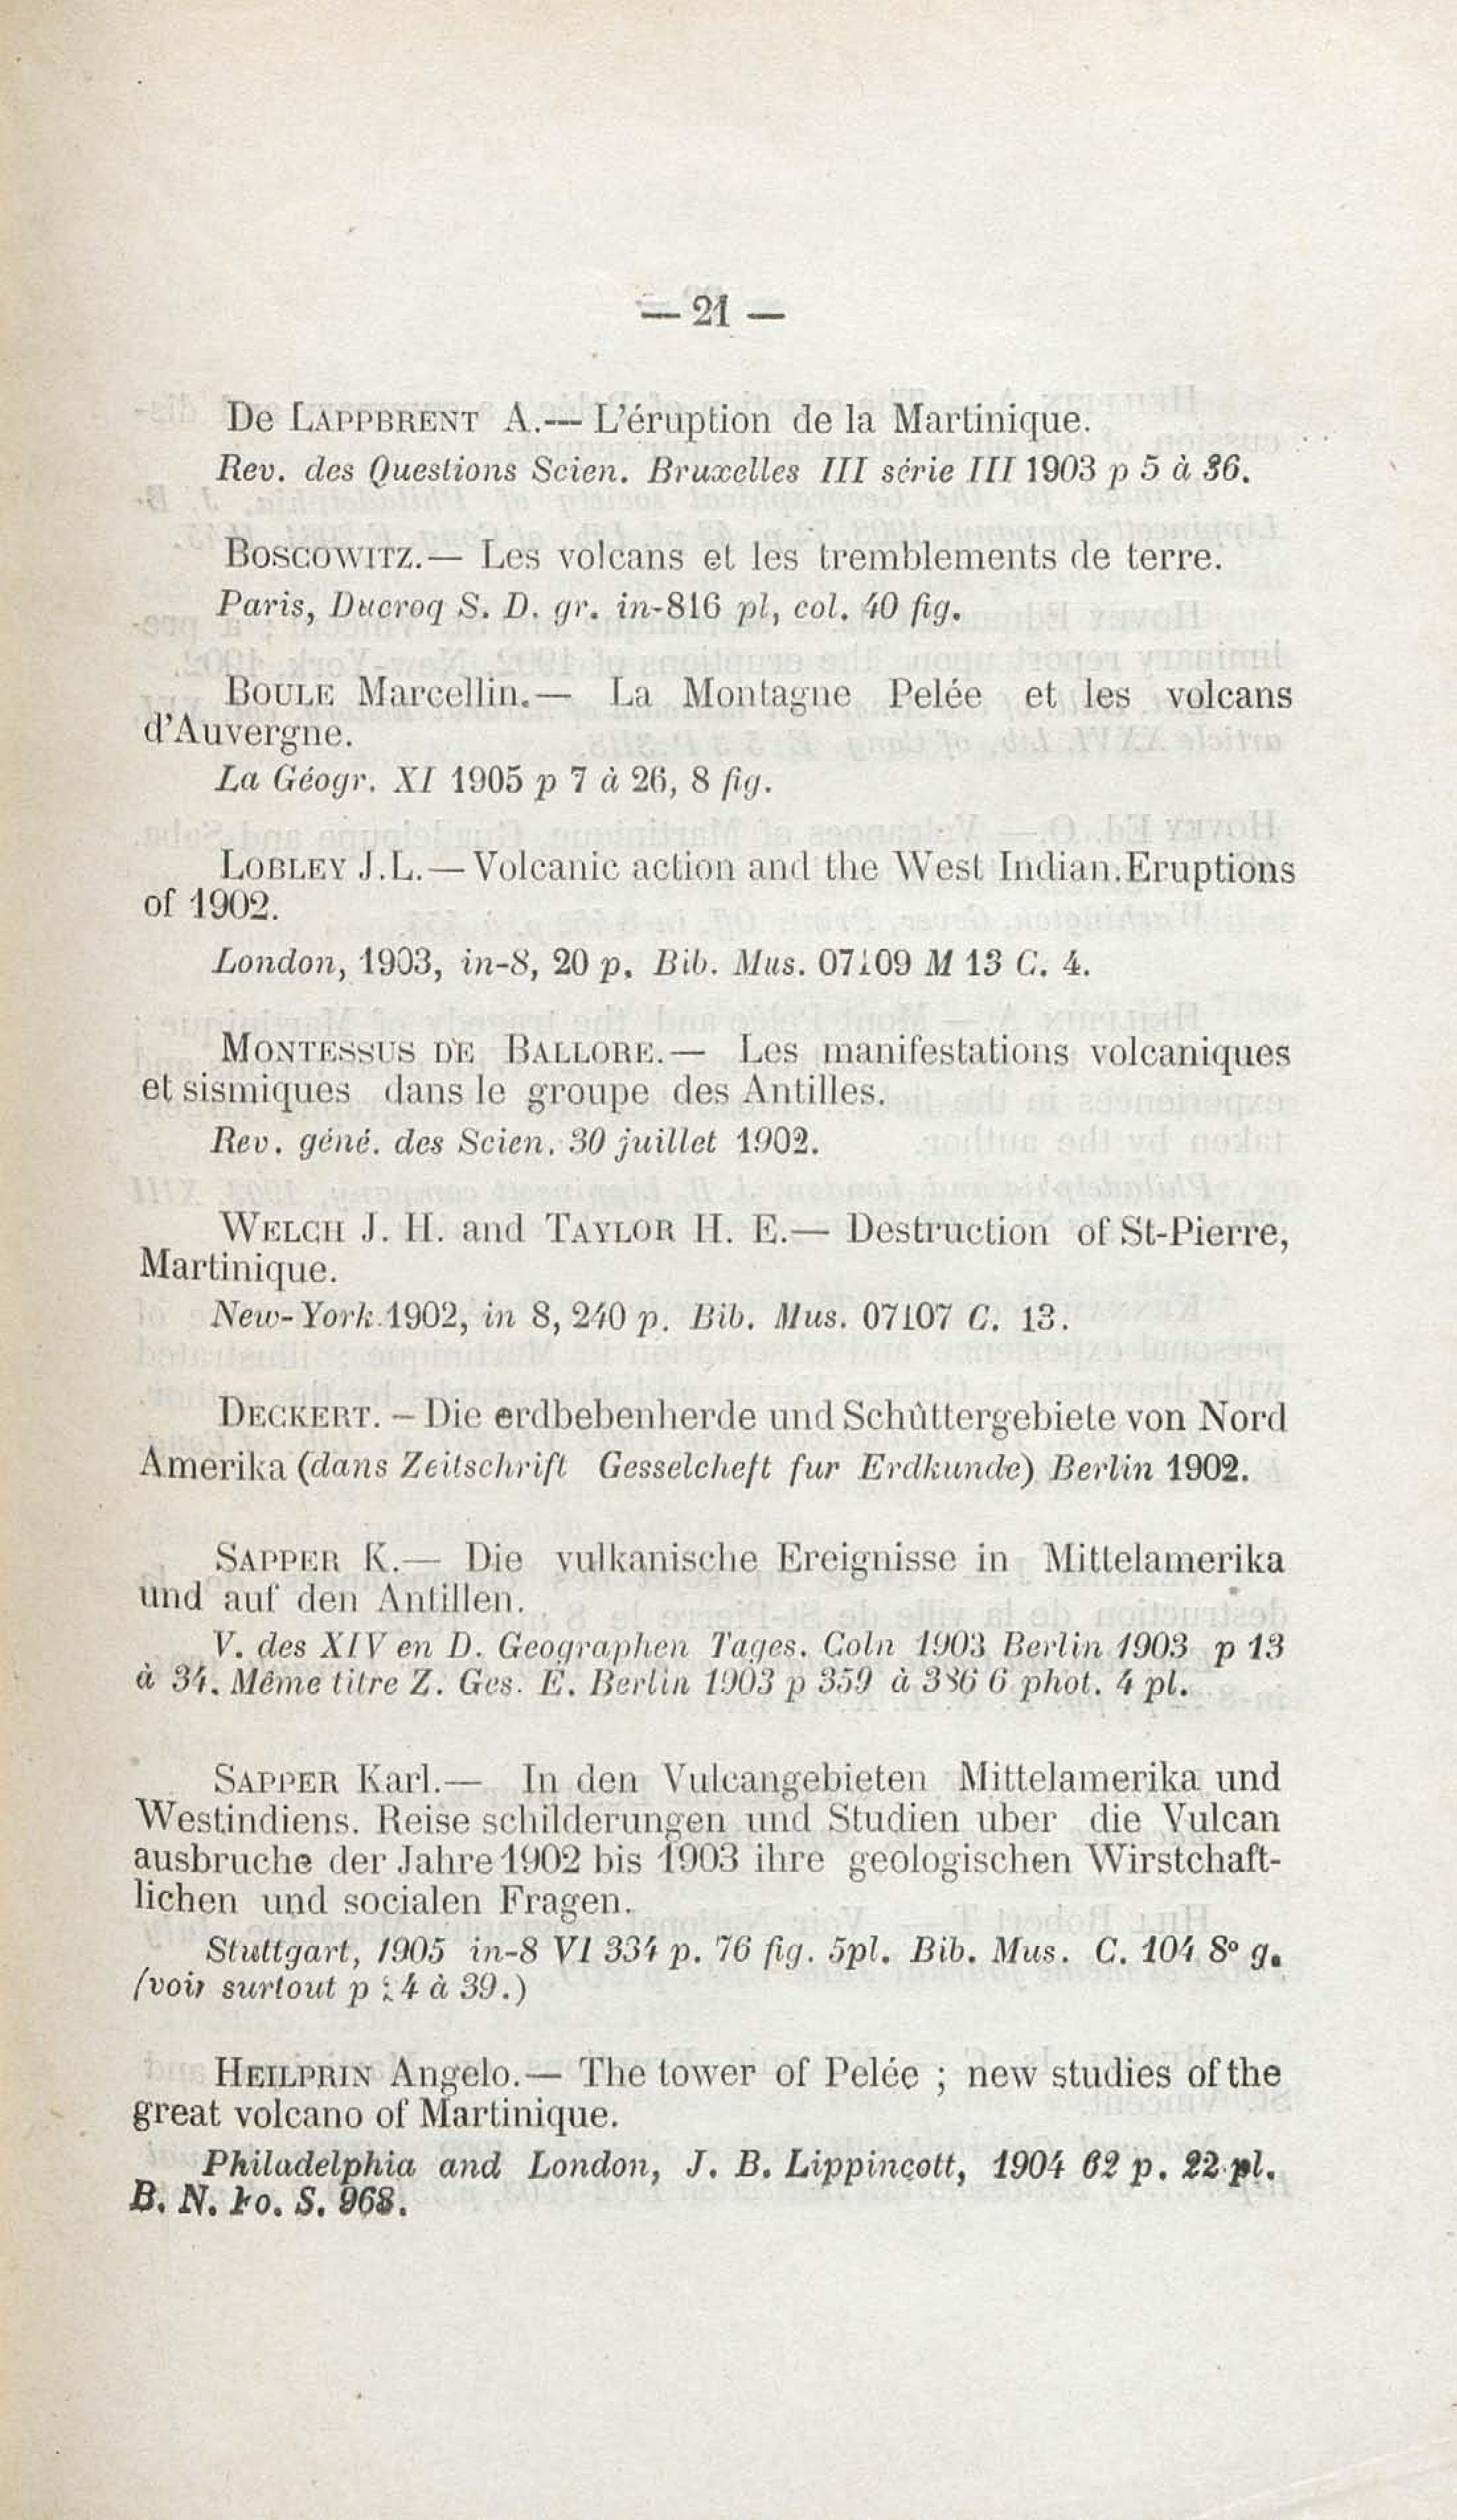 — 21 —
De LAPPBRENT A.— L'éruption de la Martinique.
Rev. des Questions Scien. Bruxelles III série III 1903 p 5 à 36.
BOSCOWITZ.— Les volcans et les tremblements de terre.
Paris, Ducroq S. D. gr. in-816 pl, col. 40 fig.
BOULE Marcellin.— La Montagne Pelée et les volcans
d'Auvergne.
La Géogr. XI 1905 p 7 à 26, 8 fig.
LOBLEY J.L.— Volcanic action and the West Indian.Eruptions
of 1902.
London, 1903, in-8, 20 p. Bib. Mus. 07109 M 13 C. 4.
MONTESSUS DE BALLORE.— Les manifestations volcaniques
et sismiques dans le groupe des Antilles.
Rev. géné. des Scien. 30 juillet 1902.
WELCH J. H. and TAYLOR H. E.— Destruction of St-Pierre,
Martinique.
New-York 1902, in 8, 240 p. Bib. Mus. 07107 C. 13.
DECKERT. – Die erdbebenherde und Schûttergebiete von Nord
Amerika (dans Zeitschrift Gesselcheft fur Erdkunde) Berlin 1902.
SAPPER K.— Die vulkanische Ereignisse in Mittelamerika
und auf den Antillen.
V. des XIV en D. Geographen Tages. Coln 1903 Berlin 1903 p 13
à 34. Même titre Z. Ges. E. Berlin 1903 p 359 à 386 6 phot. 4 pl.
SAPPER Karl.— In den Vulcangebieten Mittelamerika und
Westindiens. Reise schilderungen und Studien uber die Vulcan
ausbruche der Jahre 1902 bis 1903 ihre geologischen Wirstchaft-
lichen und socialen Fragen.
Stuttgart, 1905 in-8 VI 334 p. 76 fig. 5pl. Bib. Mus. C. 104 8° g.
(voir surtout p 4 à 39.)
HEILPRIN Angelo.— The tower of Pelée ; new studies of the
great volcano of Martinique.
Philadelphia and London, J. B. Lippincott, 1904 62 p. 22 pl.
B. N. S. 968.